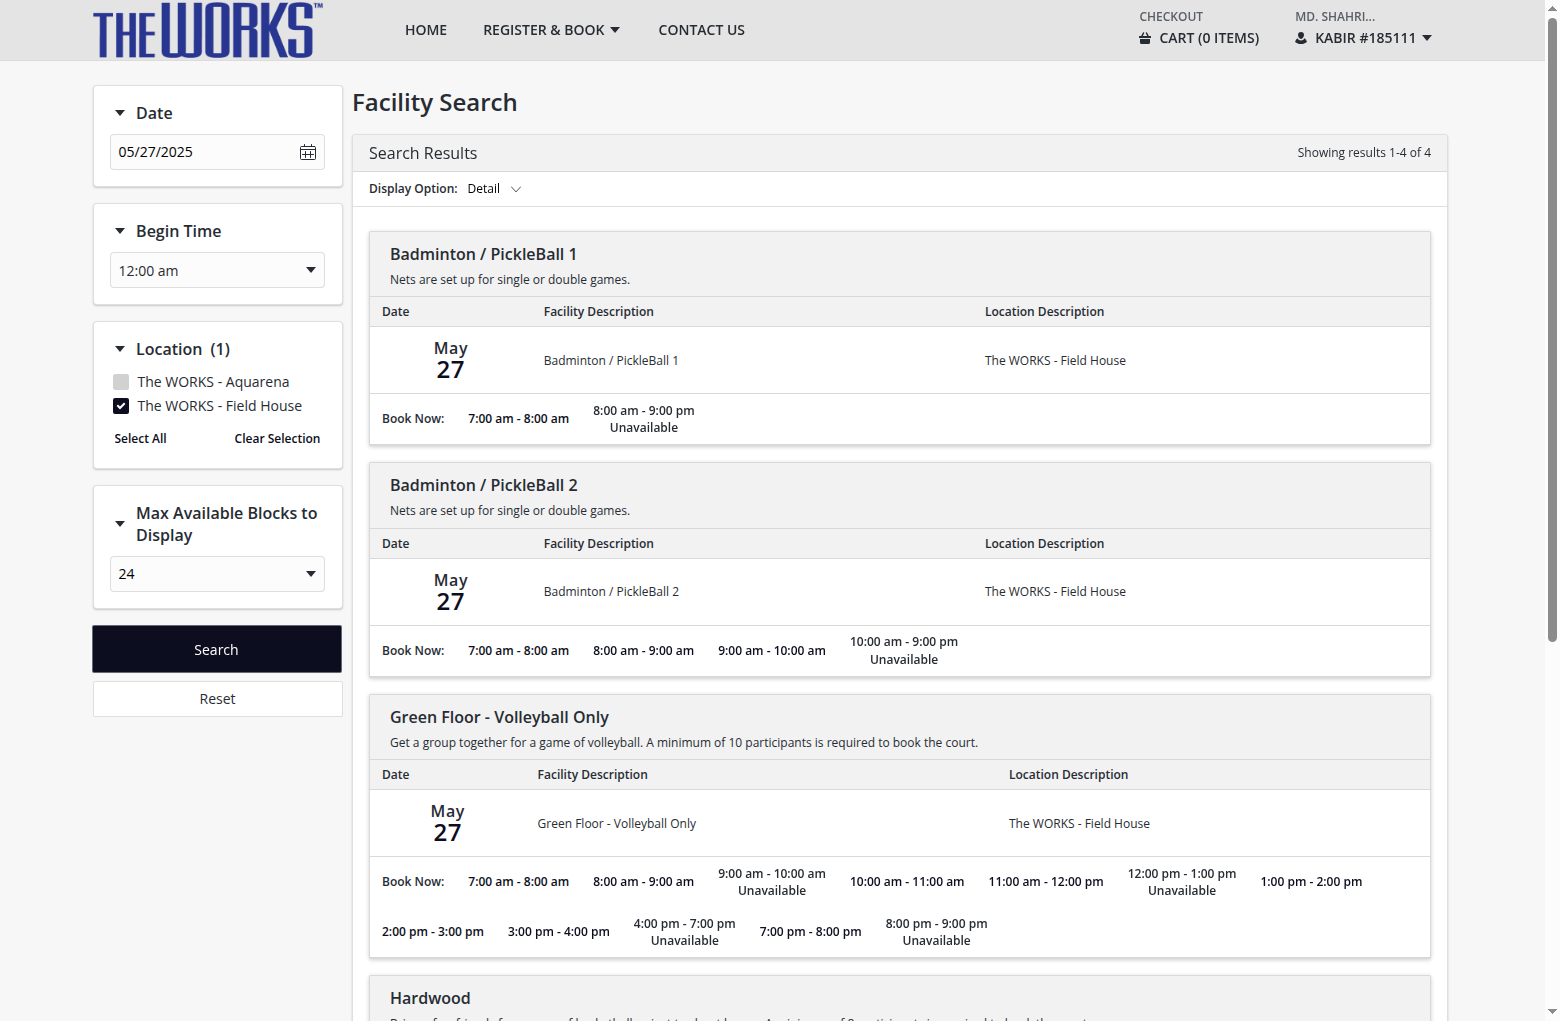 THE WORKS™
HOME
REGISTER & BOOK
CONTACT US
CHECKOUT
CART (0 ITEMS)
MD. SHAHRI...
KABIR #185111
Date
05/27/2025
Begin Time
12:00 am
Location (1)
The WORKS - Aquarena
The WORKS - Field House
Select All
Clear Selection
Max Available Blocks to
Display
24
Search
Reset
Facility Search
Search Results
Showing results 1-4 of 4
Display Option: Detail
Badminton / PickleBall 1
Nets are set up for single or double games.
Date Facility Description Location Description
May
27
Badminton / PickleBall 1
The WORKS - Field House
Book Now: 7:00 am - 8:00 am
8:00 am - 9:00 pm
Unavailable
Badminton / PickleBall 2
Nets are set up for single or double games.
Date Facility Description Location Description
May
27
Badminton / PickleBall 2
The WORKS - Field House
Book Now: 7:00 am - 8:00 am 8:00 am - 9:00 am 9:00 am - 10:00 am
10:00 am - 9:00 pm
Unavailable
Green Floor - Volleyball Only
Get a group together for a game of volleyball. A minimum of 10 participants is required to book the court.
Date Facility Description Location Description
May
27
Green Floor - Volleyball Only
The WORKS - Field House
Book Now: 7:00 am - 8:00 am 8:00 am - 9:00 am
9:00 am - 10:00 am
Unavailable
10:00 am - 11:00 am 11:00 am - 12:00 pm
12:00 pm - 1:00 pm
Unavailable
1:00 pm - 2:00 pm
2:00 pm - 3:00 pm 3:00 pm - 4:00 pm
4:00 pm - 7:00 pm
Unavailable
7:00 pm - 8:00 pm
8:00 pm - 9:00 pm
Unavailable
Hardwood